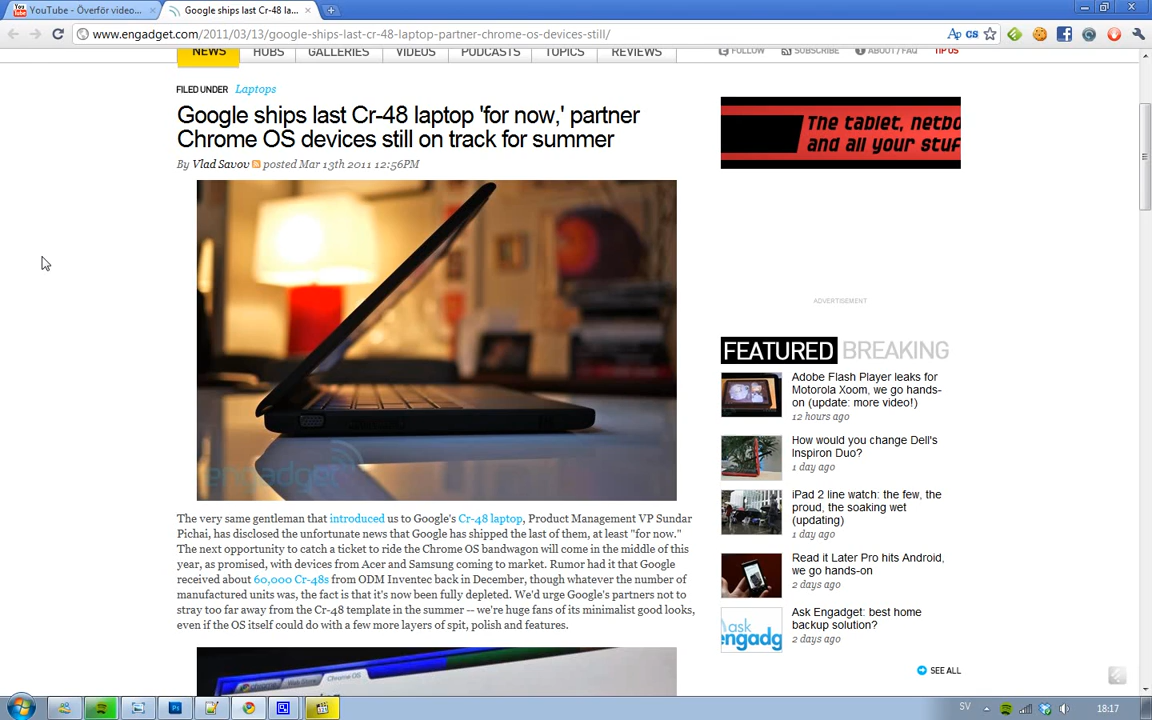 YouTube - Överför video...
Google ships last Cr-48 la...
www.engadget.com/2011/03/13/google-ships-last-cr-48-laptop-partner-chrome-os-devices-still/
NEWS HUBS GALLERIES VIDEOS PODCASTS TOPICS REVIEWS FOLLOW SUBSCRIBE ABOUT / FAQ TIP US
FILED UNDER Laptops
Google ships last Cr-48 laptop 'for now,' partner
Chrome OS devices still on track for summer
By Vlad Savov posted Mar 13th 2011 12:56PM
engadget
The very same gentleman that introduced us to Google's Cr-48 laptop, Product Management VP Sundar
Pichai, has disclosed the unfortunate news that Google has shipped the last of them, at least "for now."
The next opportunity to catch a ticket to ride the Chrome OS bandwagon will come in the middle of this
year, as promised, with devices from Acer and Samsung coming to market. Rumor had it that Google
received about 60,000 Cr-48s from ODM Inventec back in December, though whatever the number of
manufactured units was, the fact is that it's now been fully depleted. We'd urge Google's partners not to
stray too far away from the Cr-48 template in the summer -- we're huge fans of its minimalist good looks,
even if the OS itself could do with a few more layers of spit, polish and features.
Chrome OS
The tablet, netbo
and all your stuf
ADVERTISEMENT
FEATURED BREAKING
Adobe Flash Player leaks for
Motorola Xoom, we go hands-
on (update: more video!)
12 hours ago
How would you change Dell's
Inspiron Duo?
1 day ago
iPad 2 line watch: the few, the
proud, the soaking wet
(updating)
1 day ago
Read it Later Pro hits Android,
we go hands-on
2 days ago
ask
engadg
Ask Engadget: best home
backup solution?
2 days ago
SEE ALL
SV
18:17